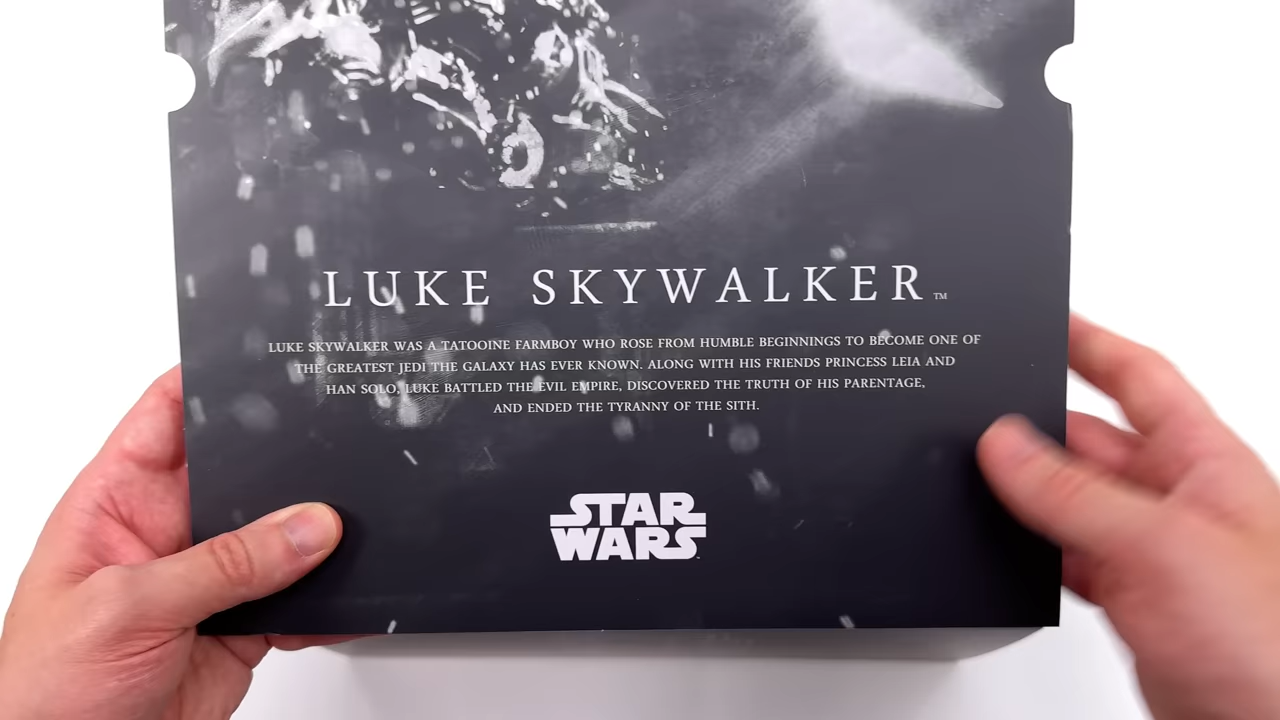 LUKE SKYWALKER™
LUKE SKYWALKER WAS A TATOOINE FARMBOY WHO ROSE FROM HUMBLE BEGINNINGS TO BECOME ONE OF
THE GREATEST JEDI THE GALAXY HAS EVER KNOWN. ALONG WITH HIS FRIENDS PRINCESS LEIA AND
HAN SOLO, LUKE BATTLED THE EVIL EMPIRE, DISCOVERED THE TRUTH OF HIS PARENTAGE,
AND ENDED THE TYRANNY OF THE SITH.
STAR
WARS